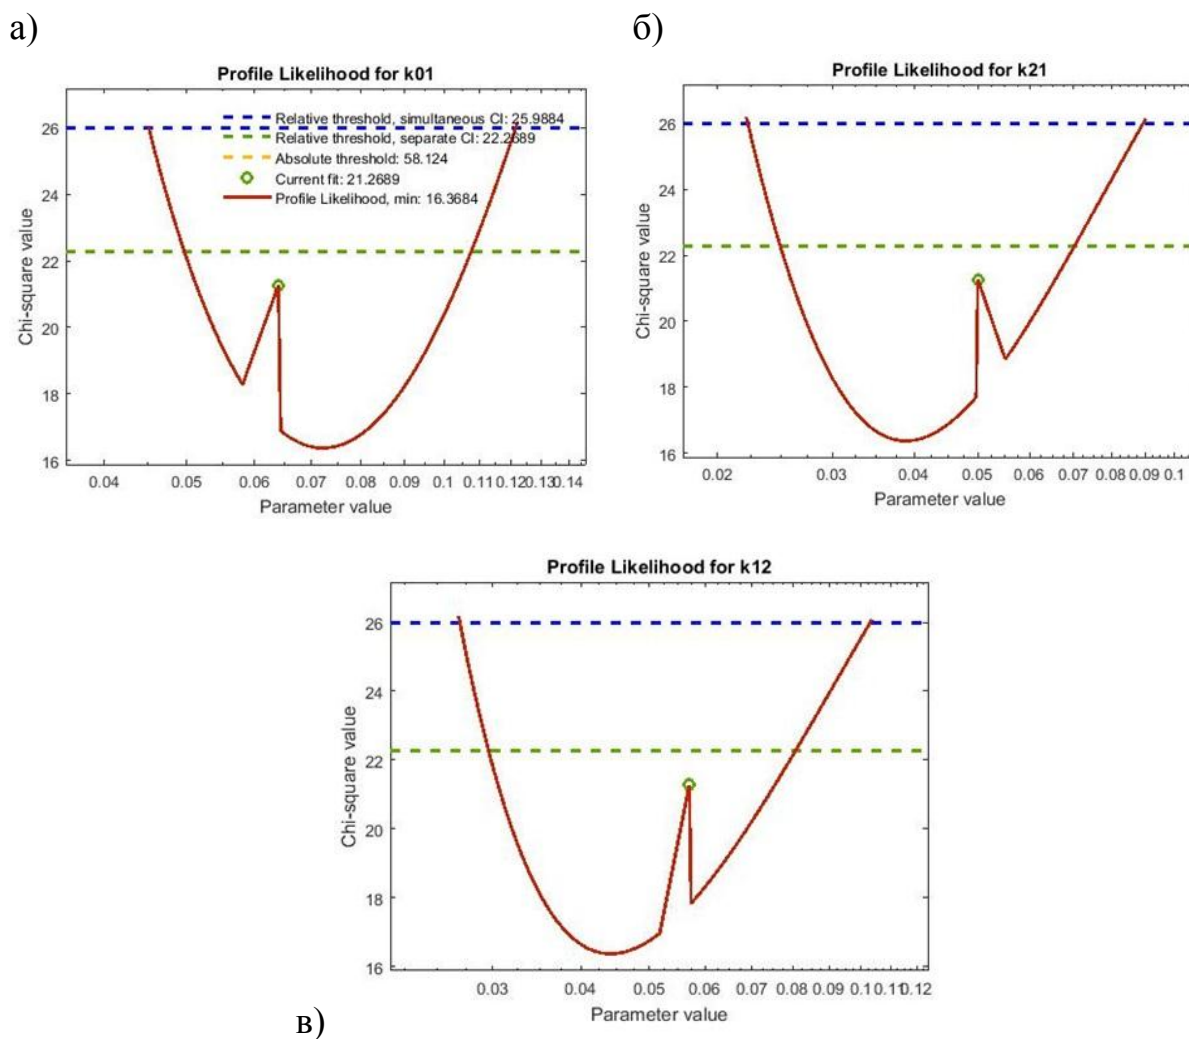 а)
Profile Likelihood for k01
Relative threshold, simultaneous CI: 25.9884
Relative threshold, separate CI: 22.2689
Absolute threshold: 58.124
Current fit: 21.2689
Profile Likelihood, min: 16.3684
Chi-square value
26
24
22
20
18
16
0.04 0.05 0.06 0.07 0.08 0.09 0.1 0.11 0.12 0.13 0.14
Parameter value
б)
Profile Likelihood for k21
Chi-square value
26
24
22
20
18
16
0.02 0.03 0.04 0.05 0.06 0.07 0.08 0.09 0.1
Parameter value
Profile Likelihood for k12
Chi-square value
26
24
22
20
18
16
0.03 0.04 0.05 0.06 0.07 0.08 0.09 0.10 0.11 0.12
Parameter value
в)